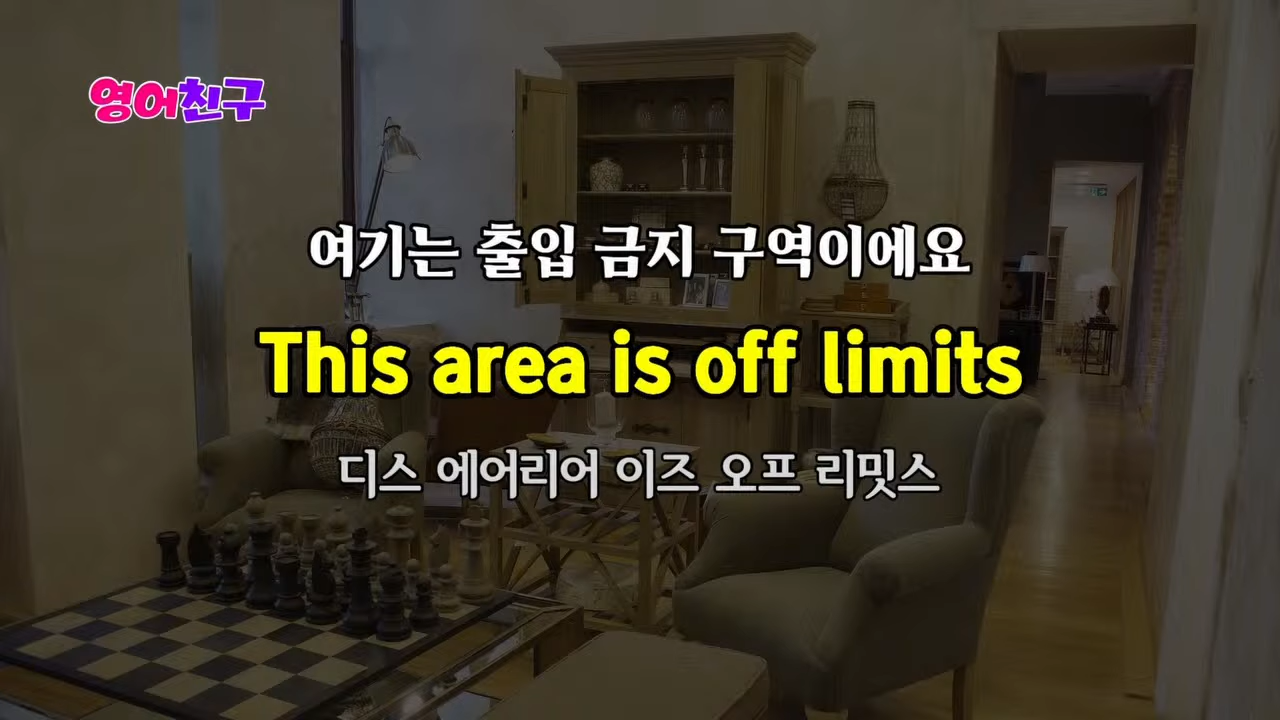 영어친구
여기는 출입 금지 구역이에요
This area is off limits
디스 에어리어 이즈 오프 리밋스